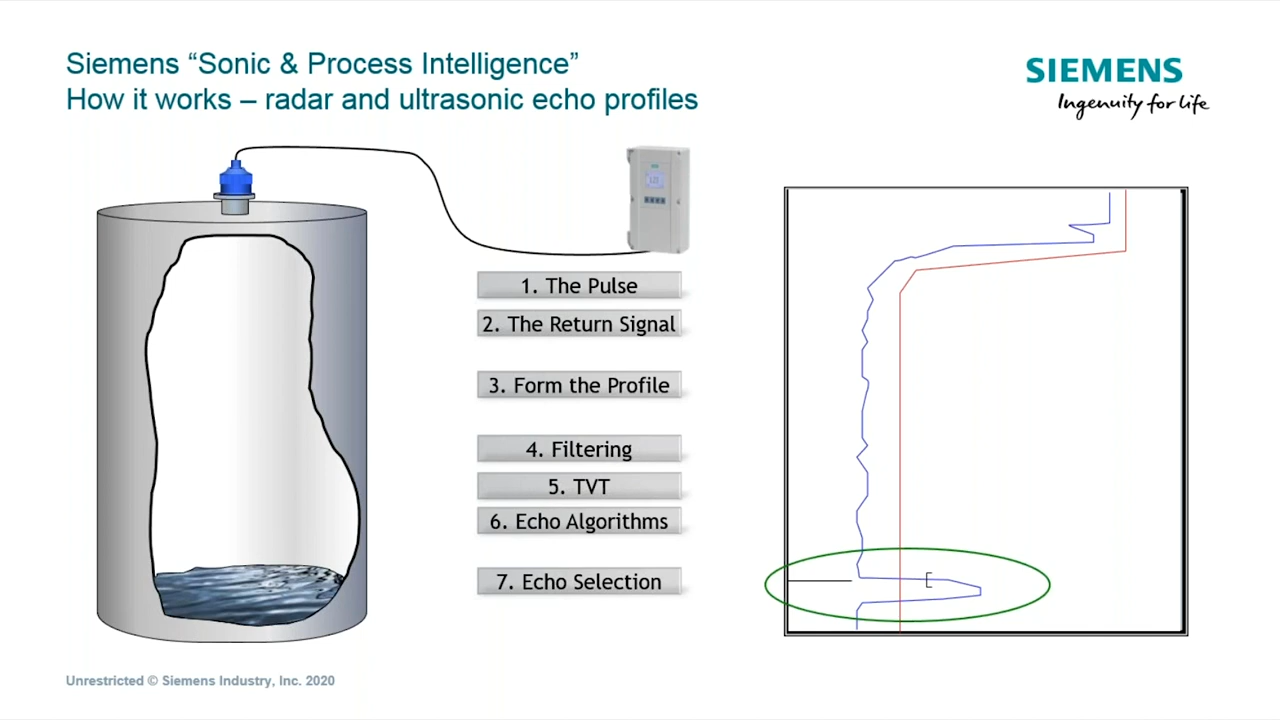 Siemens “Sonic & Process Intelligence”
How it works – radar and ultrasonic echo profiles
SIEMENS
Ingenuity for life
1. The Pulse
2. The Return Signal
3. Form the Profile
4. Filtering
5. TVT
6. Echo Algorithms
7. Echo Selection
Unrestricted © Siemens Industry, Inc. 2020